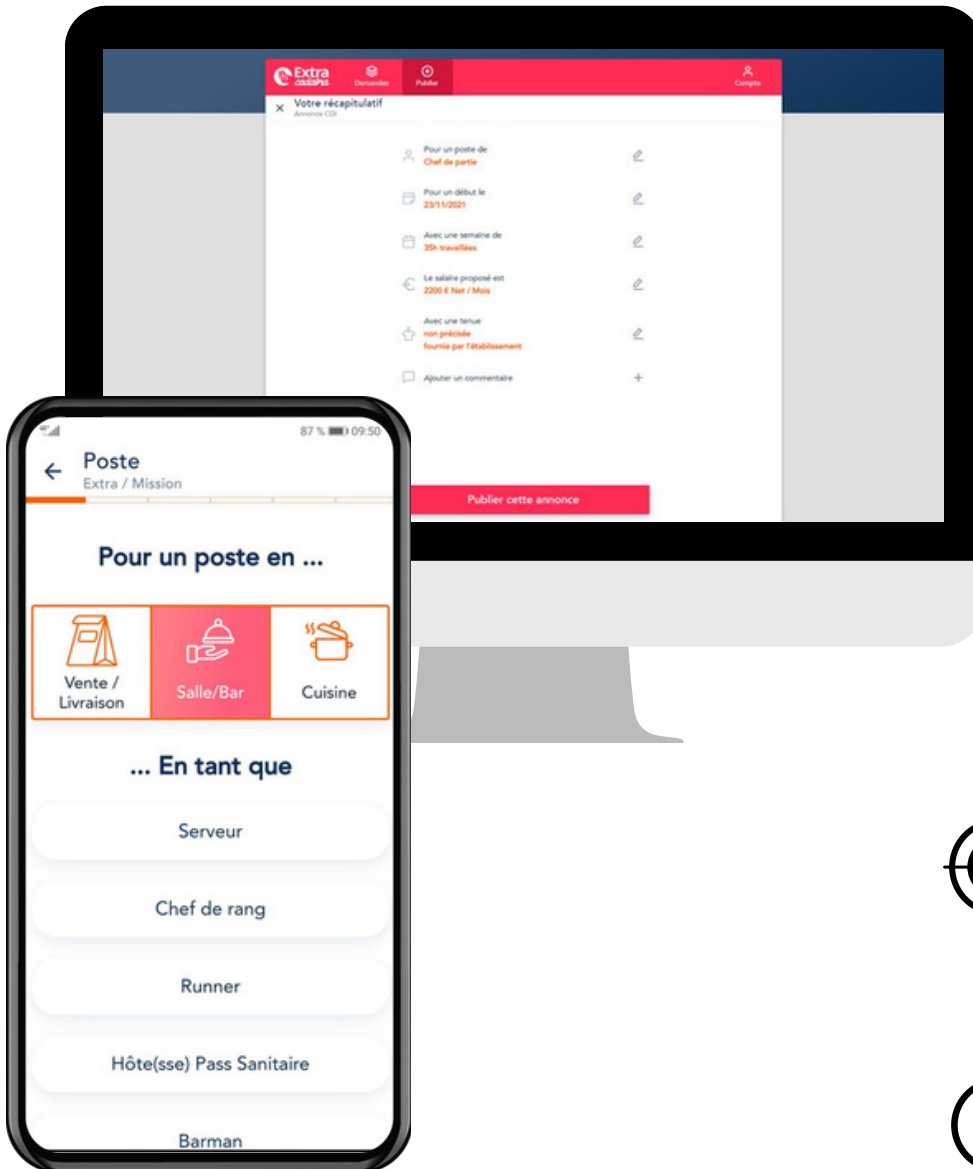 Extra
Demandes
Publier
Compte
Votre récapitulatif
Annonce CDI
Pour un poste de
Chef de partie
Pour un début le
23/11/2021
Avec une semaine de
35h travaillées
Le salaire proposé est
2200 € Net / Mois
Avec une tenue
non précisée
fournie par l'établissement
Ajouter un commentaire
Publier cette annonce
87 % 09:50
Poste
Extra / Mission
Pour un poste en ...
Vente /
Livraison
Salle/Bar
Cuisine
... En tant que
Serveur
Chef de rang
Runner
Hôte(sse) Pass Sanitaire
Barman